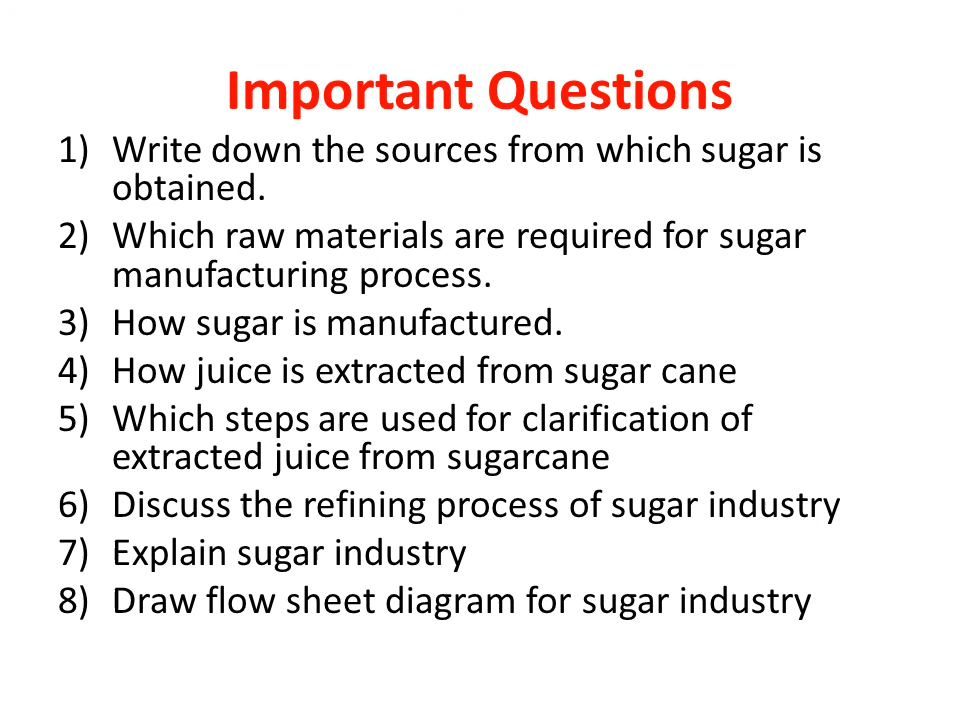 Important Questions
1) Write down the sources from which sugar is
obtained.
2) Which raw materials are required for sugar
manufacturing process.
3) How sugar is manufactured.
4) How juice is extracted from sugar cane
5) Which steps are used for clarification of
extracted juice from sugarcane
6) Discuss the refining process of sugar industry
7) Explain sugar industry
8) Draw flow sheet diagram for sugar industry